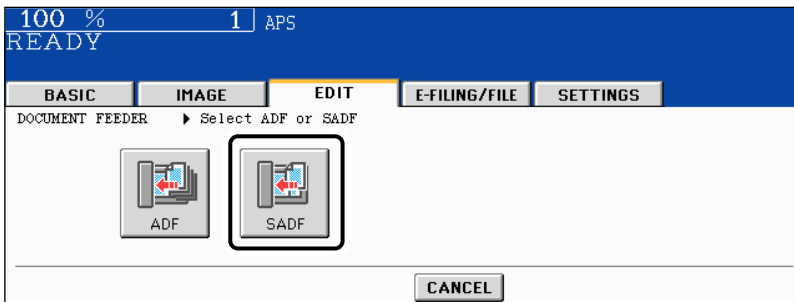 100 % 1 APS
READY
BASIC IMAGE EDIT E-FILING/FILE SETTINGS
DOCUMENT FEEDER ▶ Select ADF or SADF
ADF SADF
CANCEL